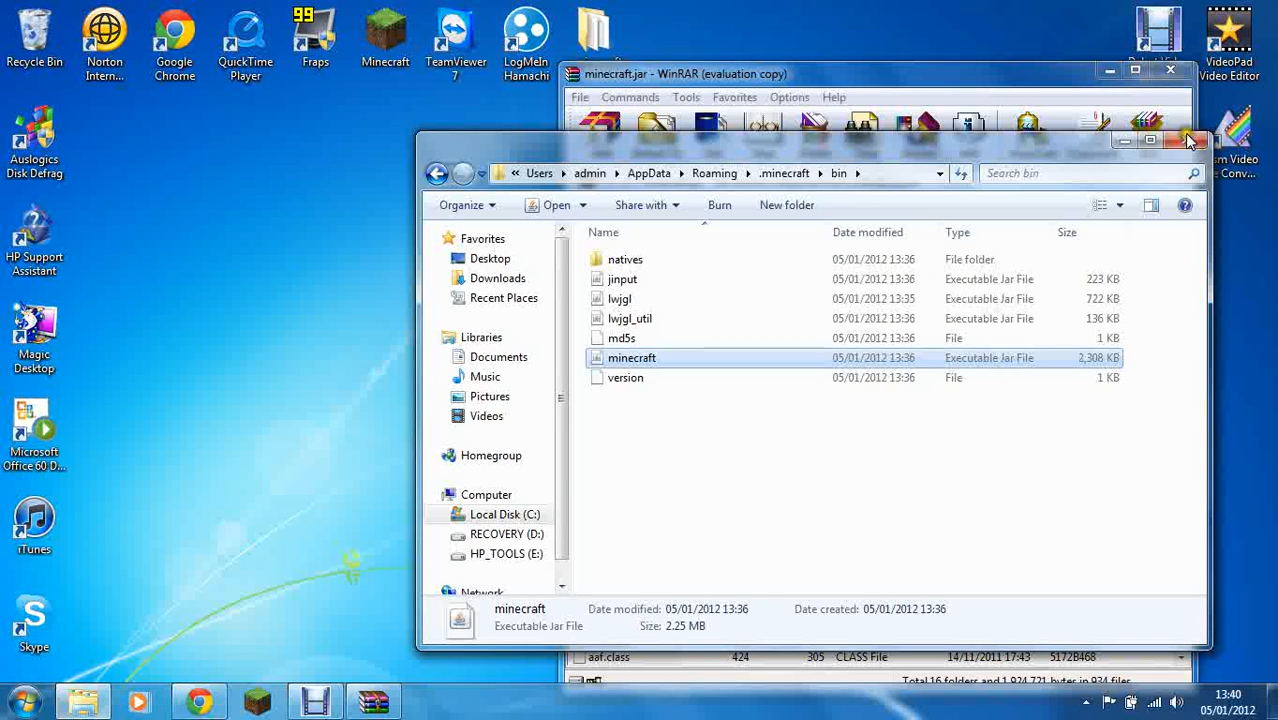 99
Recycle Bin
Norton Intern...
Google Chrome
QuickTime Player
Fraps
Minecraft
TeamViewer 7
LogMeIn Hamachi
VideoPad Video Editor
Auslogics Disk Defrag
HP Support Assistant
Magic Desktop
Microsoft Office 60 D...
iTunes
Skype
Video Conv...
minecraft.jar - WinRAR (evaluation copy)
File Commands Tools Favorites Options Help
Users admin AppData Roaming .minecraft bin
Search bin
Organize Open Share with Burn New folder
Name Date modified Type Size
natives 05/01/2012 13:36 File folder
jinput 05/01/2012 13:36 Executable Jar File 223 KB
lwjgl 05/01/2012 13:35 Executable Jar File 722 KB
lwjgl_util 05/01/2012 13:36 Executable Jar File 136 KB
md5s 05/01/2012 13:36 File 1 KB
minecraft 05/01/2012 13:36 Executable Jar File 2,308 KB
version 05/01/2012 13:36 File 1 KB
Favorites
Desktop
Downloads
Recent Places
Libraries
Documents
Music
Pictures
Videos
Homegroup
Computer
Local Disk (C:)
RECOVERY (D:)
HP_TOOLS (E:)
Network
minecraft Date modified: 05/01/2012 13:36 Date created: 05/01/2012 13:36
Executable Jar File Size: 2.25 MB
aaf.class 424 305 CLASS File 14/11/2011 17:43 5172B468
Total 16 folders and 1,924,721 bytes in 934 files
13:40
05/01/2012